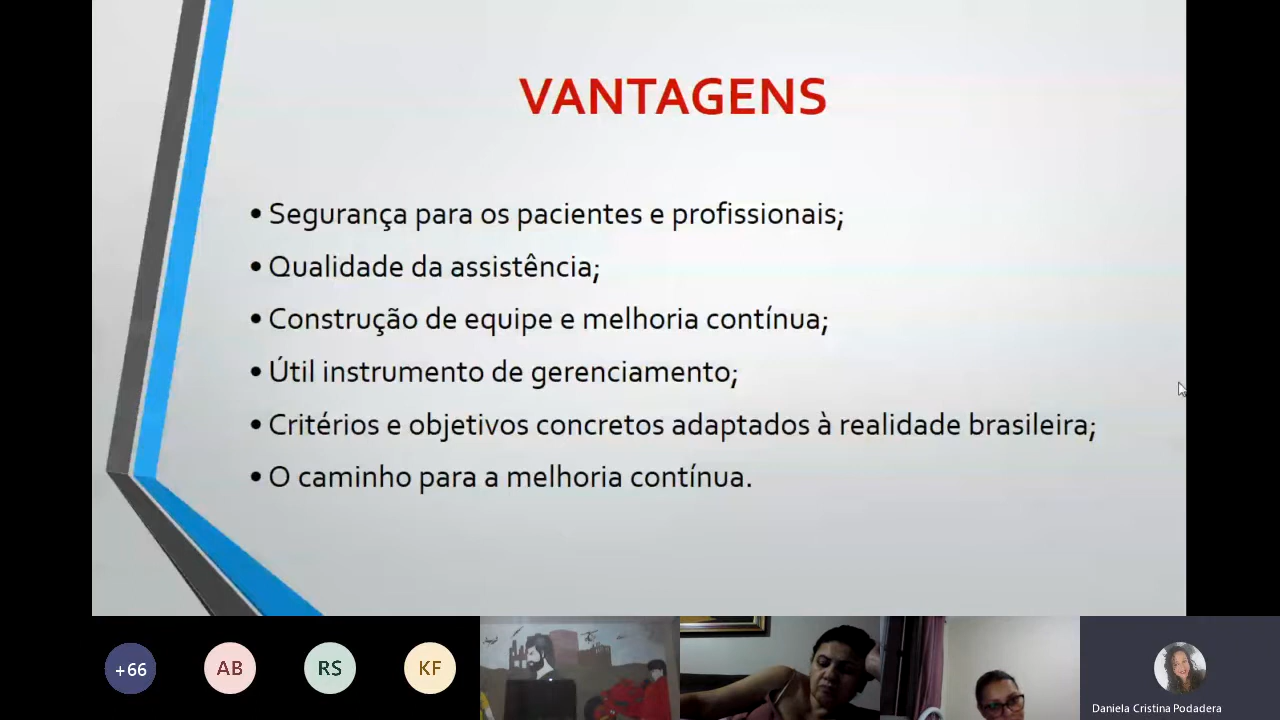 VANTAGENS
• Segurança para os pacientes e profissionais;
• Qualidade da assistência;
• Construção de equipe e melhoria contínua;
• Útil instrumento de gerenciamento;
• Critérios e objetivos concretos adaptados à realidade brasileira;
• O caminho para a melhoria contínua.
+66
AB
RS
KF
Daniela Cristina Podadera